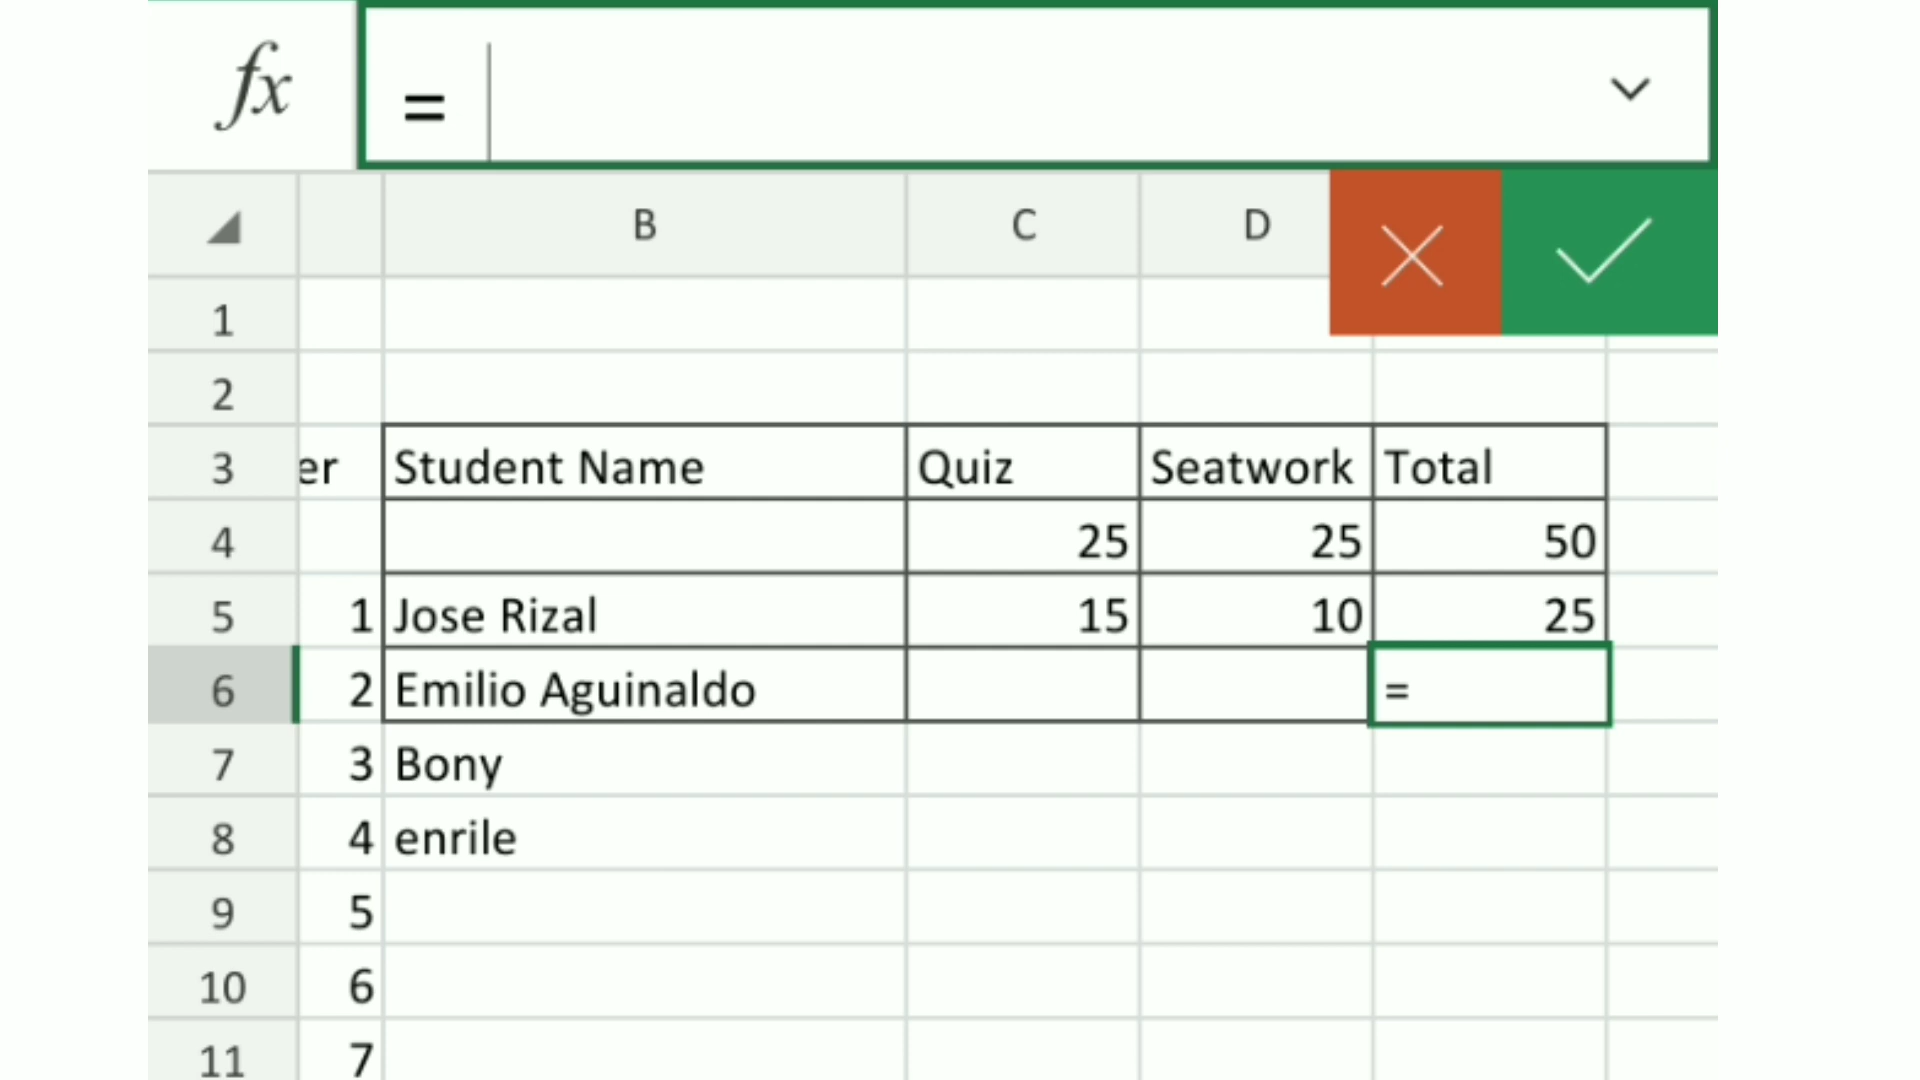 fx =
B C D
1
2
3 er Student Name Quiz Seatwork Total
4 25 25 50
5 1 Jose Rizal 15 10 25
6 2 Emilio Aguinaldo =
7 3 Bony
8 4 enrile
9 5
10 6
11 7